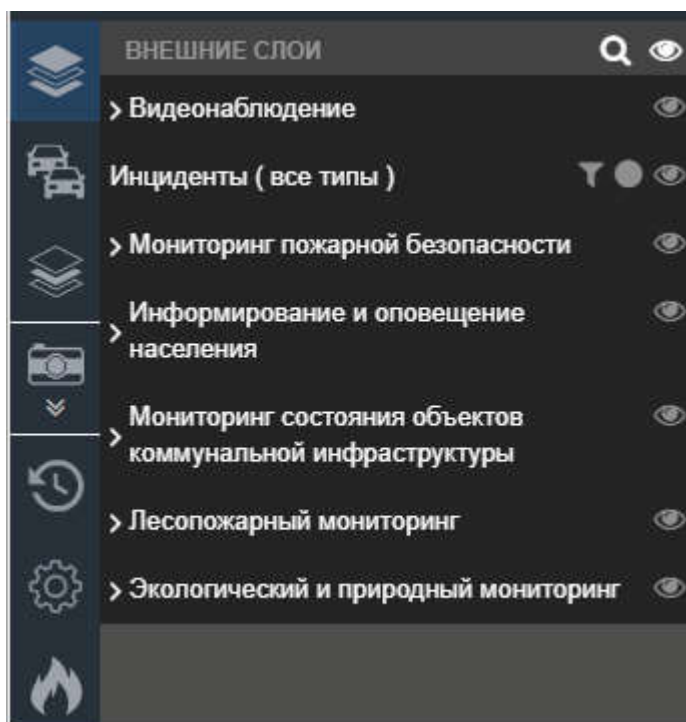 ВНЕШНИЕ СЛОИ
Видеонаблюдение
Инциденты ( все типы )
Мониторинг пожарной безопасности
Информирование и оповещение
населения
Мониторинг состояния объектов
коммунальной инфраструктуры
Лесопожарный мониторинг
Экологический и природный мониторинг